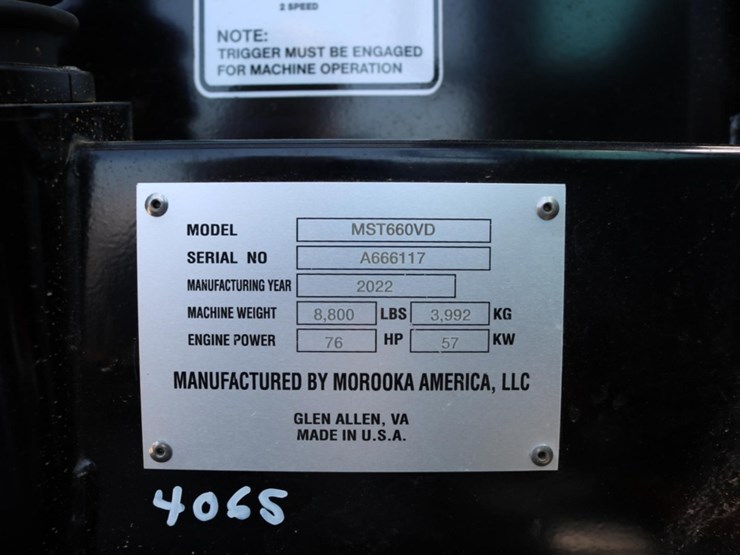 2 SPEED
NOTE:
TRIGGER MUST BE ENGAGED
FOR MACHINE OPERATION
MODEL MST660VD
SERIAL NO A666117
MANUFACTURING YEAR 2022
MACHINE WEIGHT 8,800 LBS 3,992 KG
ENGINE POWER 76 HP 57 KW
MANUFACTURED BY MOROOKA AMERICA, LLC
GLEN ALLEN, VA
MADE IN U.S.A.
4065